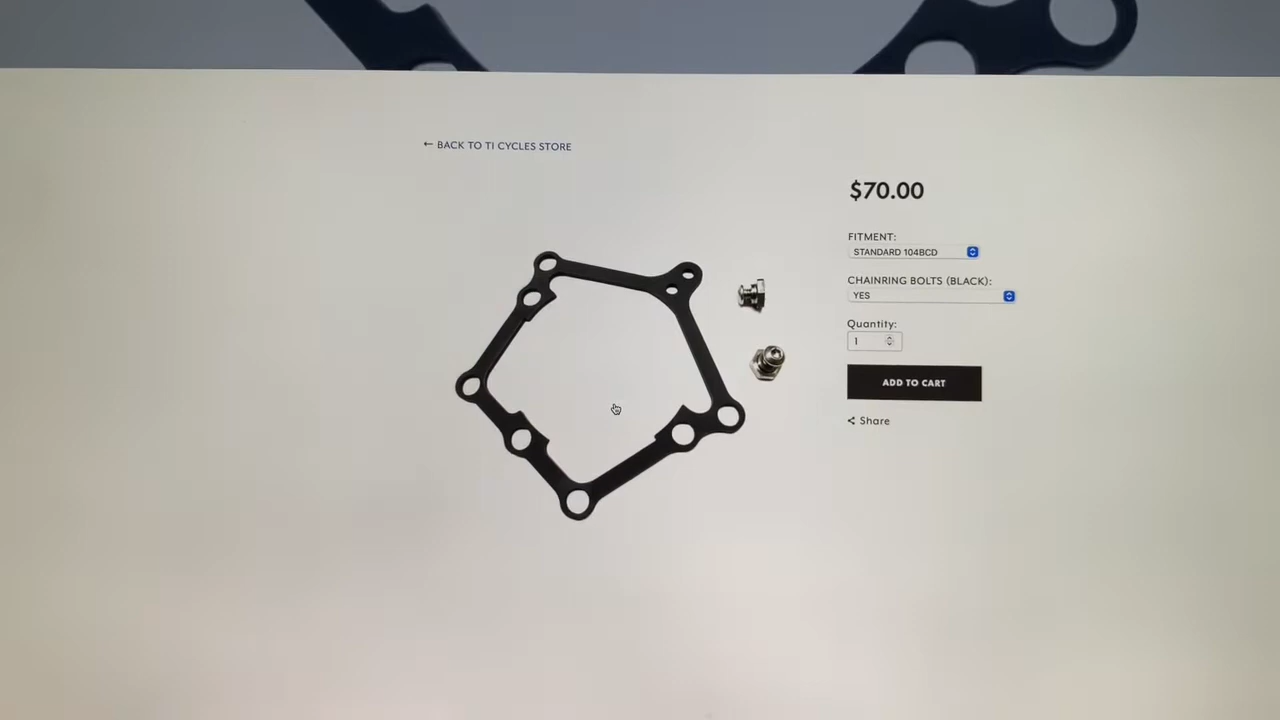 ← BACK TO TI CYCLES STORE
$70.00
FITMENT:
STANDARD 104BCD
CHAINRING BOLTS (BLACK):
YES
Quantity:
1
ADD TO CART
Share